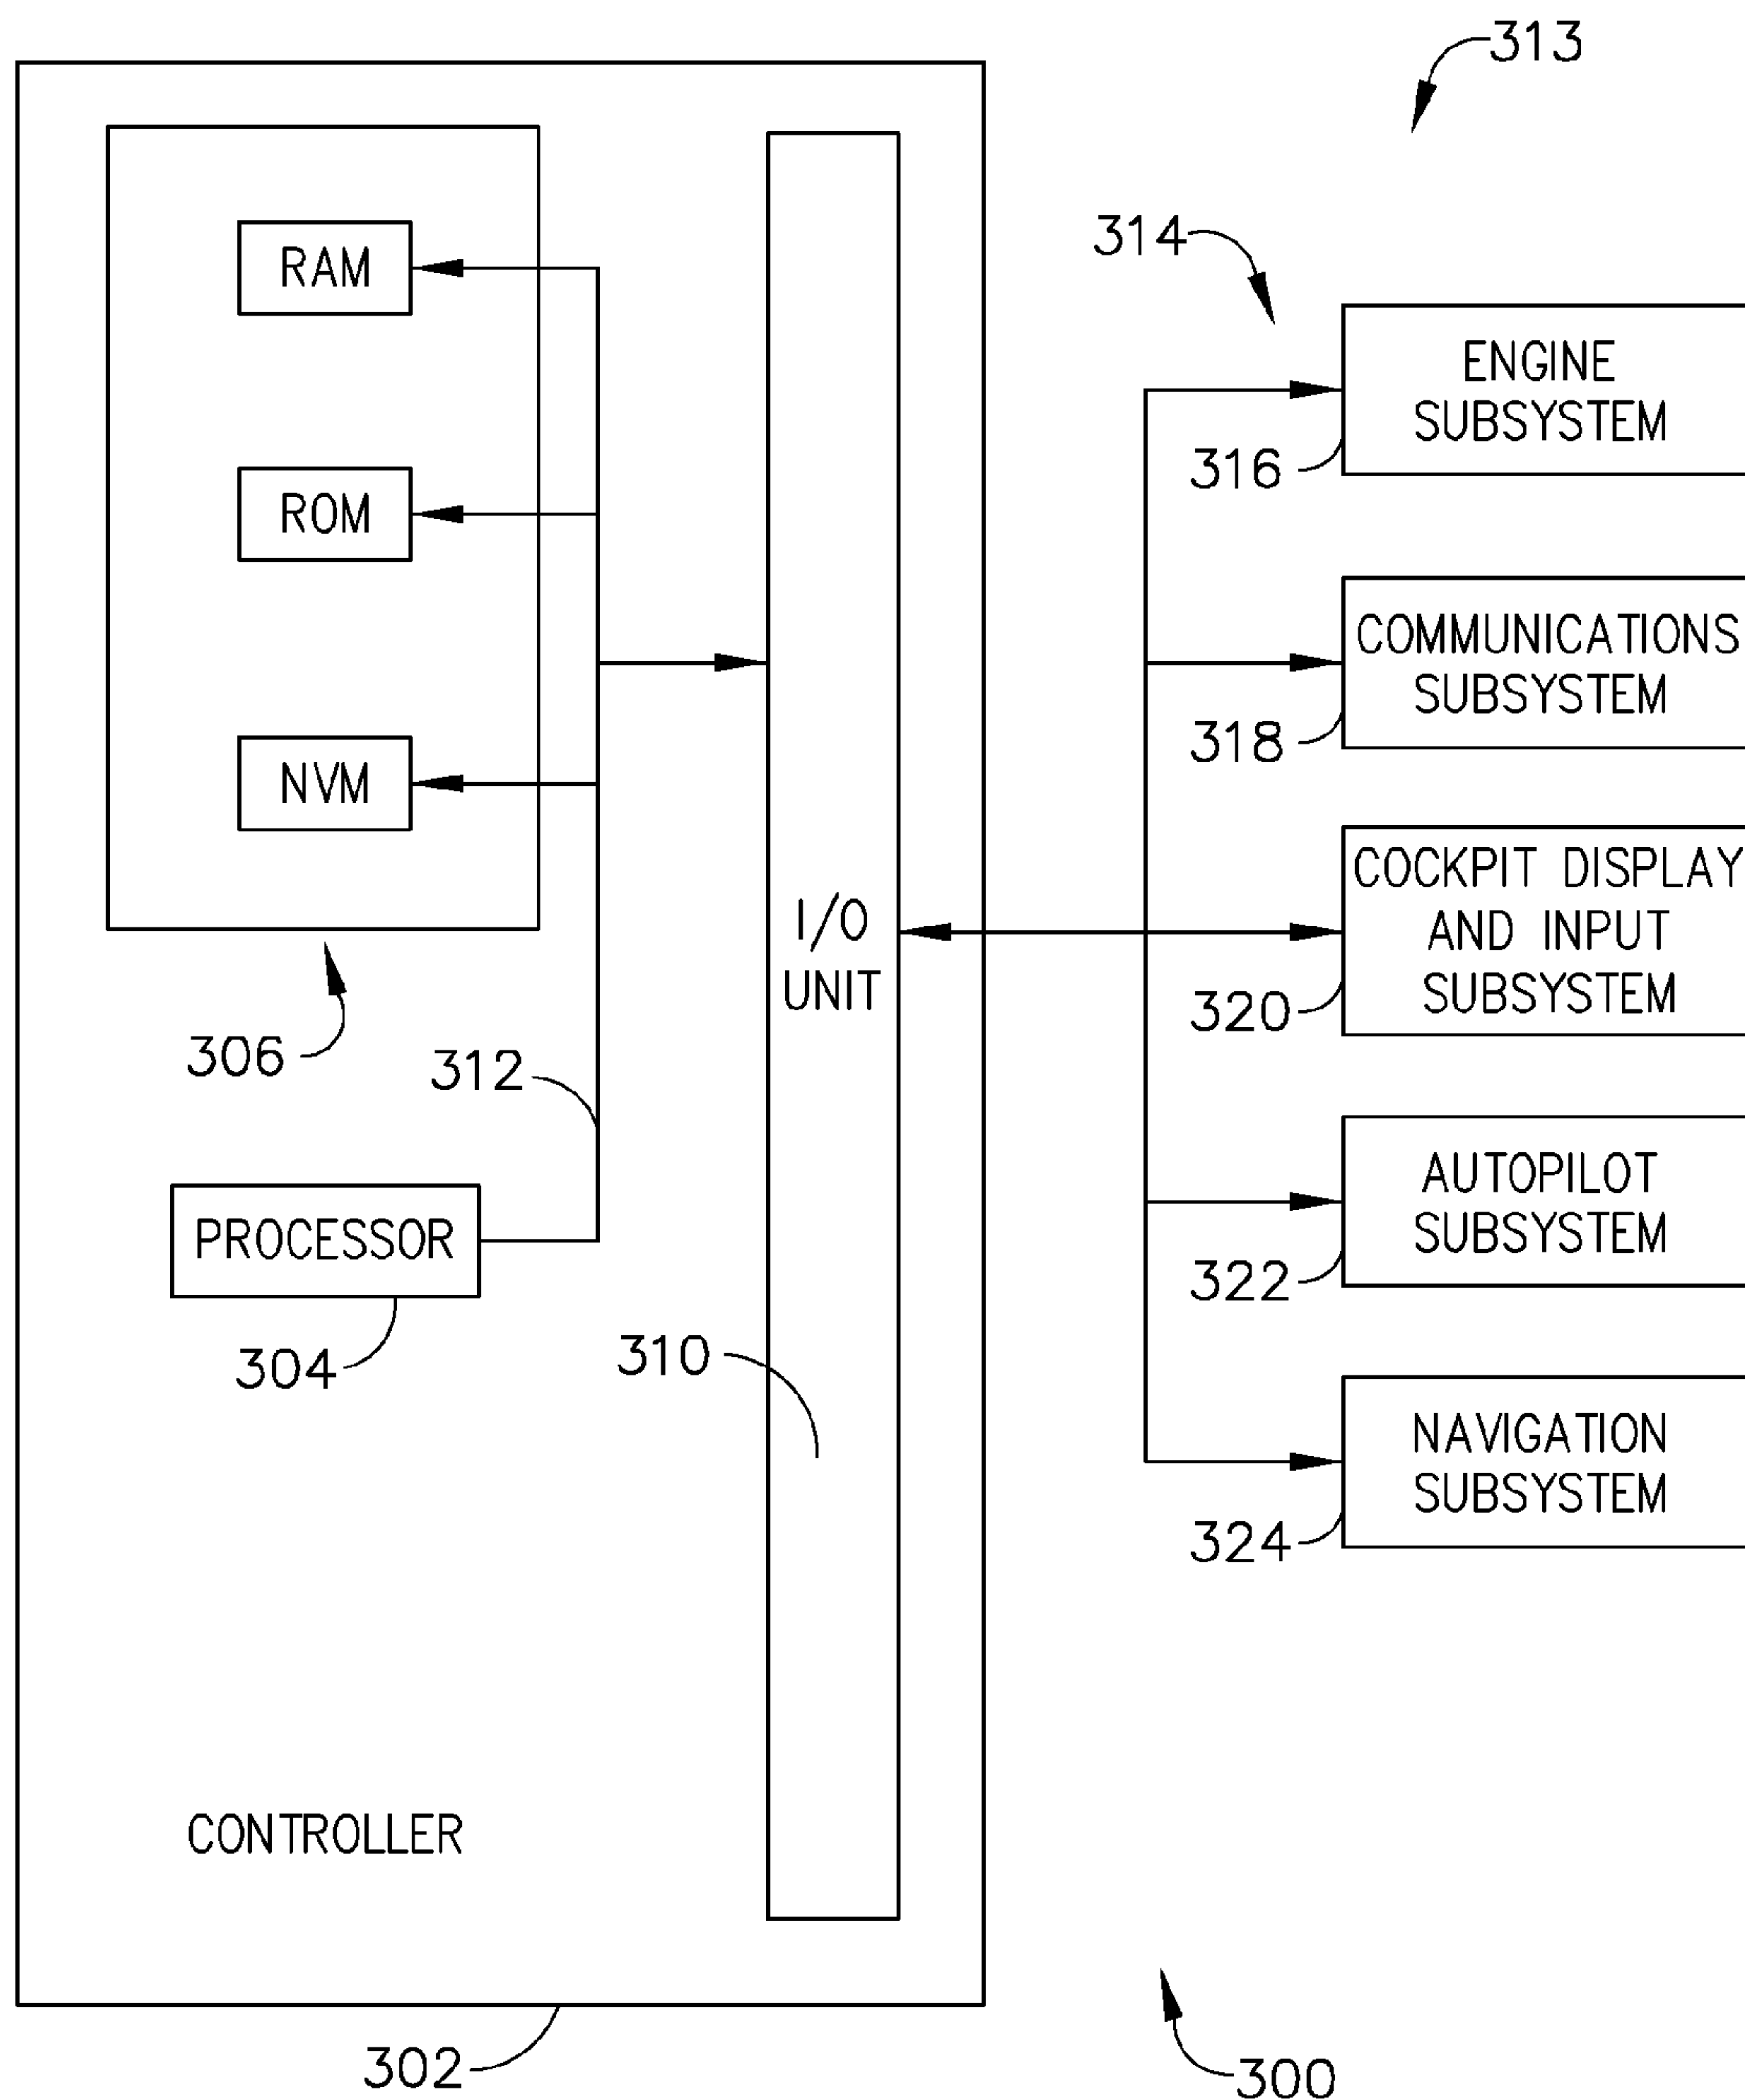 313
314
RAM
ENGINE
SUBSYSTEM
316
ROM
COMMUNICATIONS
SUBSYSTEM
318
NVM
COCKPIT DISPLAY
AND INPUT
SUBSYSTEM
320
I/O
UNIT
306
312
AUTOPILOT
SUBSYSTEM
322
PROCESSOR
304
310
NAVIGATION
SUBSYSTEM
324
CONTROLLER
302
300